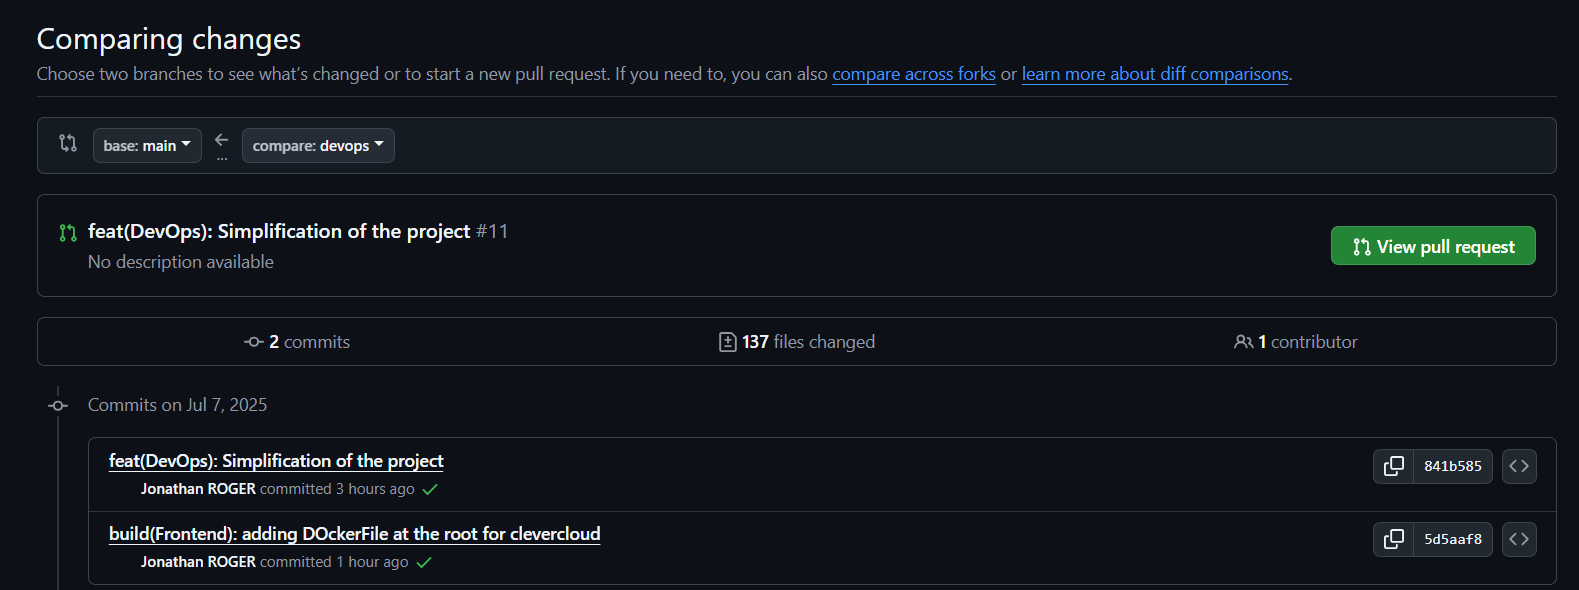 Comparing changes
Choose two branches to see what's changed or to start a new pull request. If you need to, you can also compare across forks or learn more about diff comparisons.
base: main ... compare: devops
feat(DevOps): Simplification of the project #11
No description available
View pull request
2 commits 137 files changed 1 contributor
Commits on Jul 7, 2025
feat(DevOps): Simplification of the project
Jonathan ROGER committed 3 hours ago
841b585
build(Frontend): adding DOckerFile at the root for clevercloud
Jonathan ROGER committed 1 hour ago
5d5aaf8